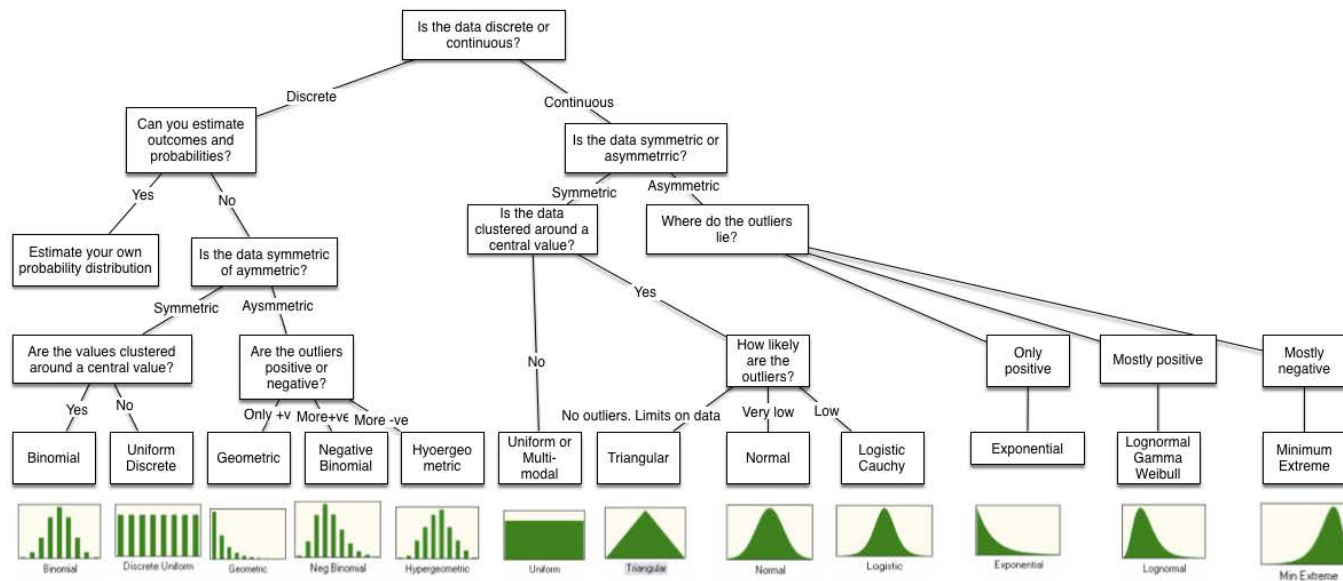 Is the data discrete or
continuous?
Discrete
Continuous
Can you estimate
outcomes and
probabilities?
Is the data symmetric or
asymmetrric?
Yes
No
Symmetric
Asymmetric
Estimate your own
probability distribution
Is the data symmetric
of aymmetric?
Is the data
clustered around a
central value?
Where do the outliers
lie?
Symmetric
Aysmmetric
No
Yes
Are the values clustered
around a central value?
Are the outliers
positive or
negative?
How likely
are the
outliers?
Only
positive
Mostly positive
Mostly
negative
Yes
No
Only +v
More+ve
More -ve
No outliers. Limits on data
Very low
Low
Binomial
Uniform
Discrete
Geometric
Negative
Binomial
Hyoergeo
metric
Uniform or
Multi-
modal
Triangular
Normal
Logistic
Cauchy
Exponential
Lognormal
Gamma
Weibull
Minimum
Extreme
Binomial
Discrete Uniform
Geometric
Neg Binomial
Hypergeometric
Uniform
Triangular
Normal
Logistic
Exponential
Lognormal
Min Extreme